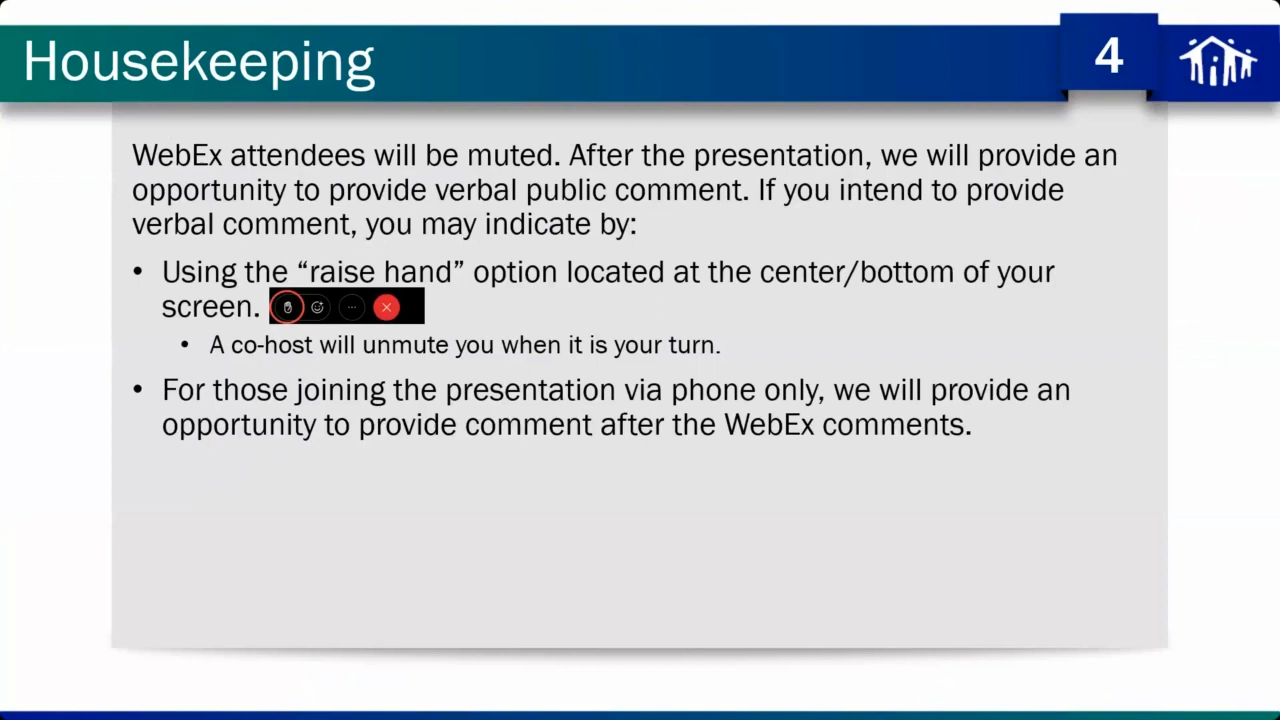 Housekeeping
4
WebEx attendees will be muted. After the presentation, we will provide an
opportunity to provide verbal public comment. If you intend to provide
verbal comment, you may indicate by:
• Using the “raise hand” option located at the center/bottom of your
screen.
• A co-host will unmute you when it is your turn.
• For those joining the presentation via phone only, we will provide an
opportunity to provide comment after the WebEx comments.